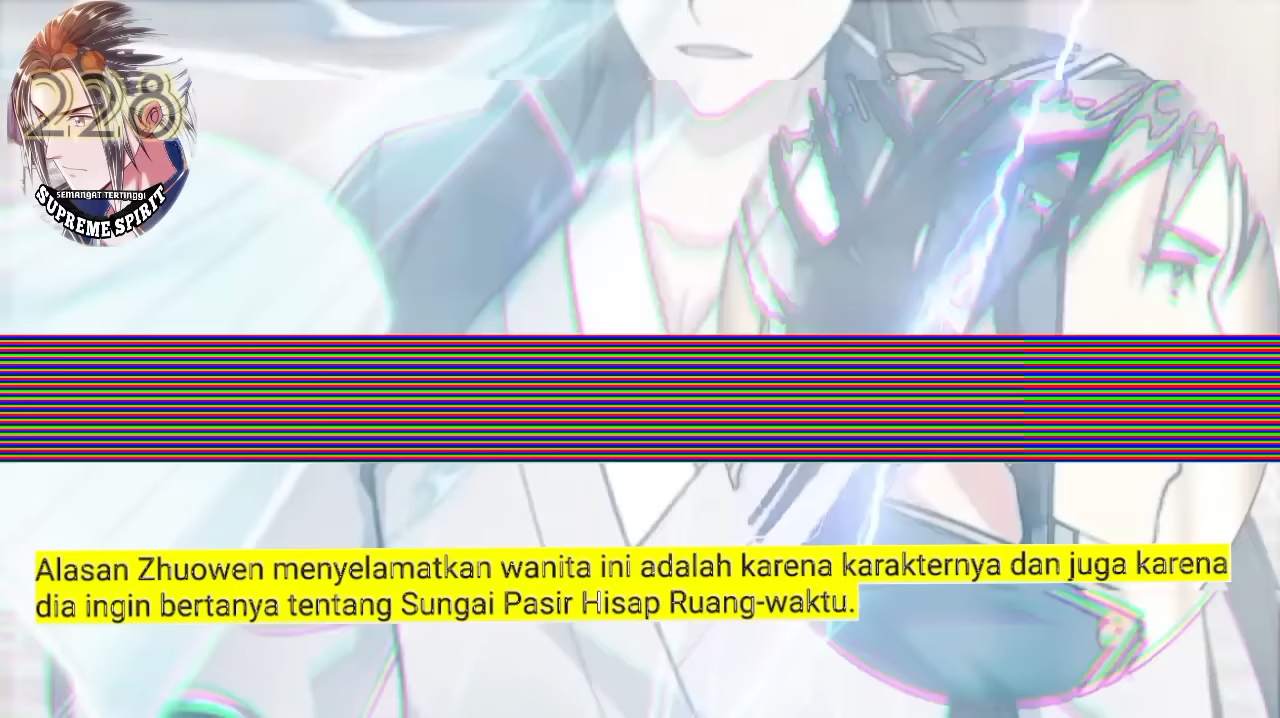 228
SEMANGAT TERTINGGI
SUPREME SPIRIT
Alasan Zhuowen menyelamatkan wanita ini adalah karena karakternya dan juga karena
dia ingin bertanya tentang Sungai Pasir Hisap Ruang-waktu.